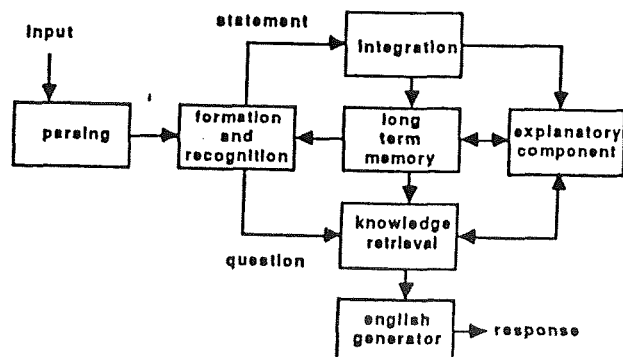 Input
statement
integration
parsing
formation
and
recognition
long
term
memory
explanatory
component
question
knowledge
retrieval
english
generator
response